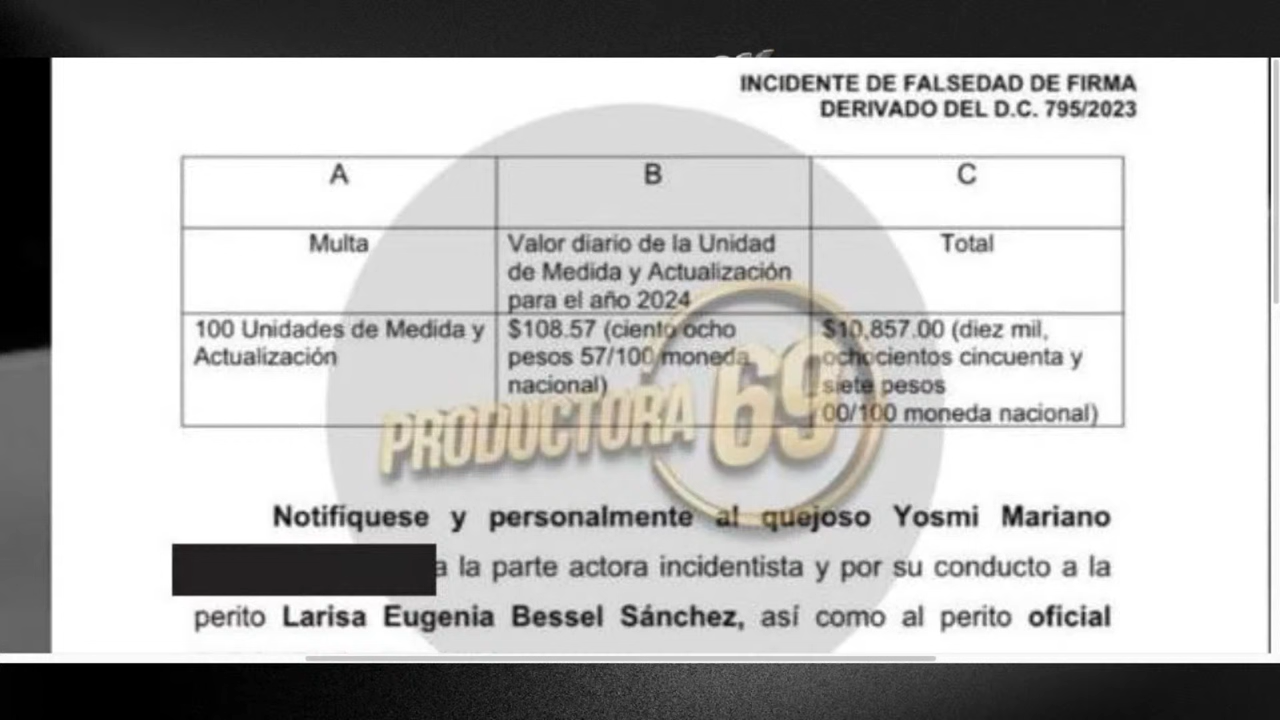 INCIDENTE DE FALSEDAD DE FIRMA
DERIVADO DEL D.C. 795/2023
A
B
C
Multa
Valor diario de la Unidad
de Medida y Actualización
para el año 2024
Total
100 Unidades de Medida y
Actualización
$108.57 (ciento ocho
pesos 57/100 moneda
nacional)
$10,857.00 (diez mil,
ochocientos cincuenta y
siete pesos
00/100 moneda nacional)
PRODUCTORA 69
Notifíquese y personalmente al quejoso Yosmi Mariano
a la parte actora incidentista y por su conducto a la
perito Larisa Eugenia Bessel Sánchez, así como al perito oficial